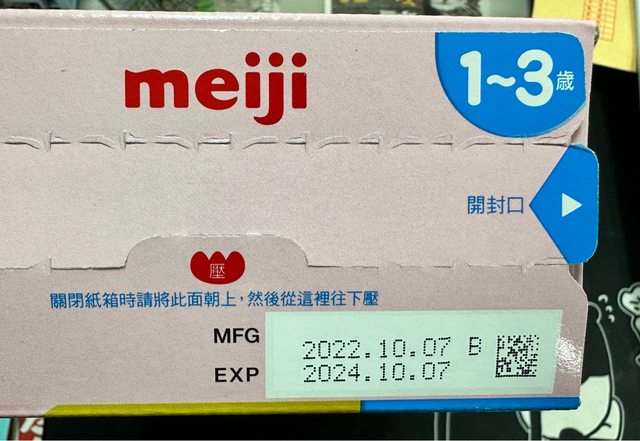 meiji
1~3歲
開封口
壓
關閉紙箱時請將此面朝上，然後從這裡往下壓
MFG 2022.10.07 B
EXP 2024.10.07